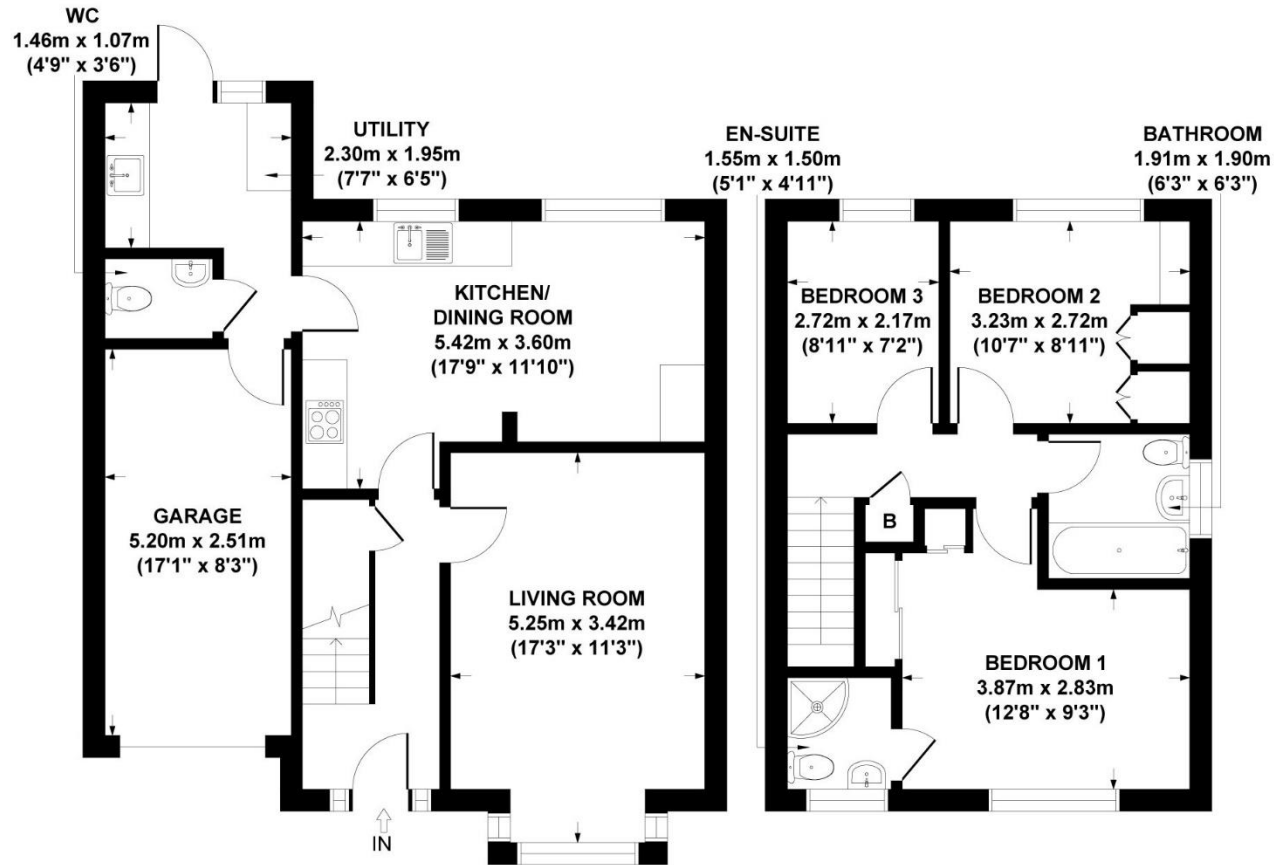 WC
1.46m x 1.07m
(4'9" x 3'6")
UTILITY
2.30m x 1.95m
(7'7" x 6'5")
EN-SUITE
1.55m x 1.50m
(5'1" x 4'11")
BATHROOM
1.91m x 1.90m
(6'3" x 6'3")
KITCHEN/
DINING ROOM
5.42m x 3.60m
(17'9" x 11'10")
BEDROOM 3
2.72m x 2.17m
(8'11" x 7'2")
BEDROOM 2
3.23m x 2.72m
(10'7" x 8'11")
GARAGE
5.20m x 2.51m
(17'1" x 8'3")
B
LIVING ROOM
5.25m x 3.42m
(17'3" x 11'3")
BEDROOM 1
3.87m x 2.83m
(12'8" x 9'3")
IN